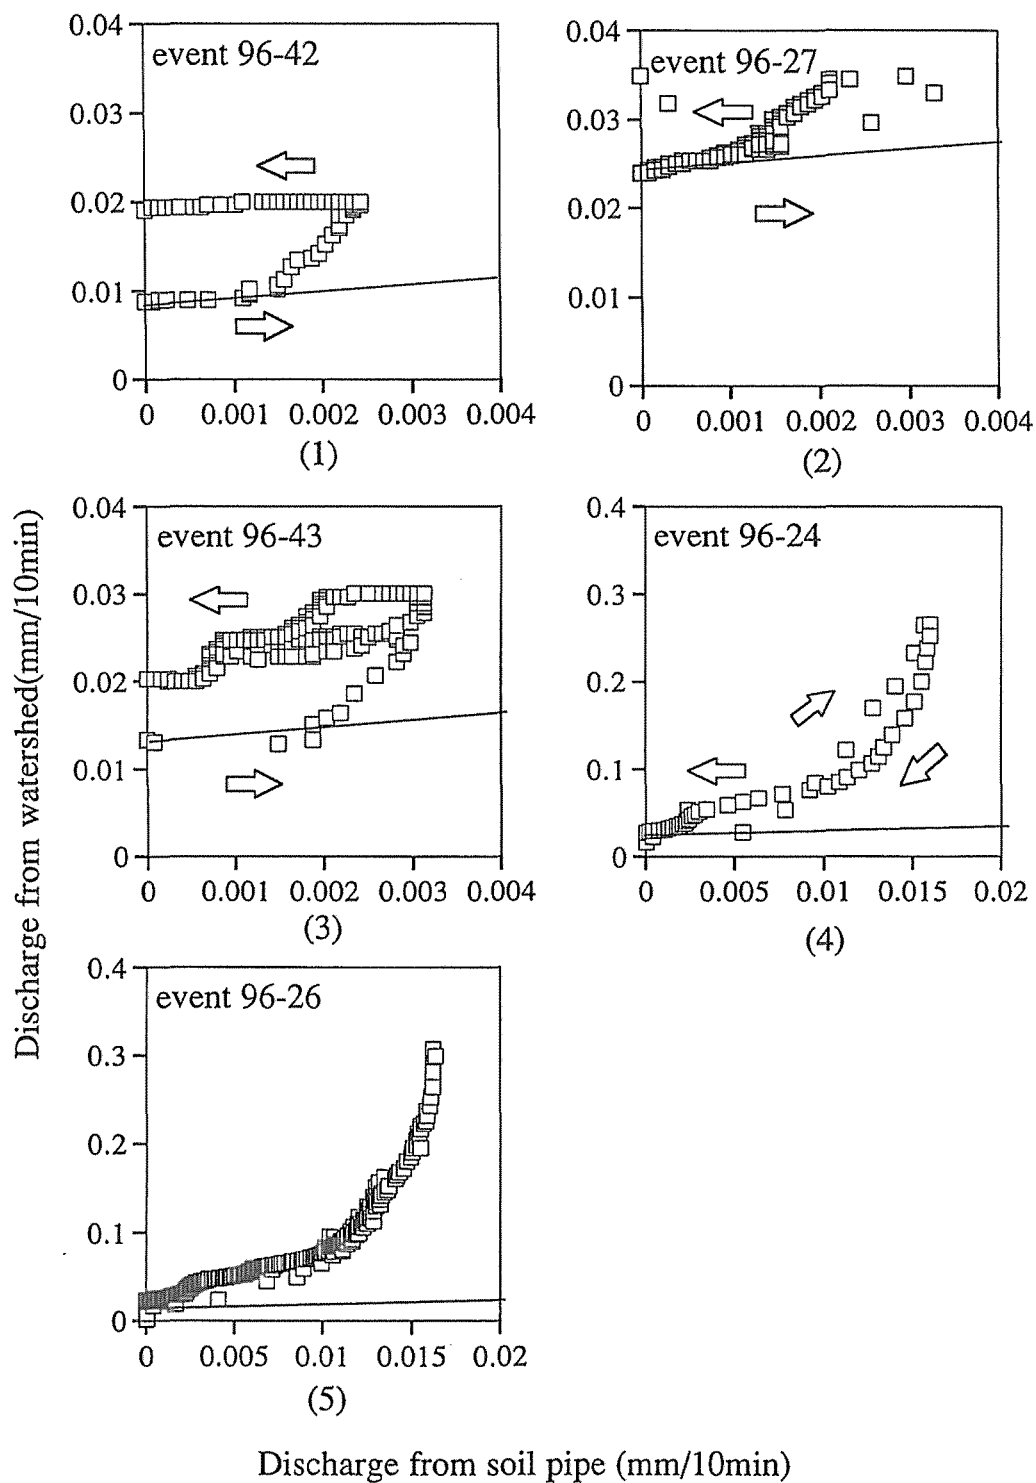 0.04
event 96-42
0.03
0.02
0.01
0
0 0.001 0.002 0.003 0.004
(1)
0.04
event 96-27
0.03
0.02
0.01
0
0 0.001 0.002 0.003 0.004
(2)
Discharge from watershed(mm/10min)
0.04
event 96-43
0.03
0.02
0.01
0
0 0.001 0.002 0.003 0.004
(3)
0.4
event 96-24
0.3
0.2
0.1
0
0 0.005 0.01 0.015 0.02
(4)
0.4
event 96-26
0.3
0.2
0.1
0
0 0.005 0.01 0.015 0.02
(5)
Discharge from soil pipe (mm/10min)